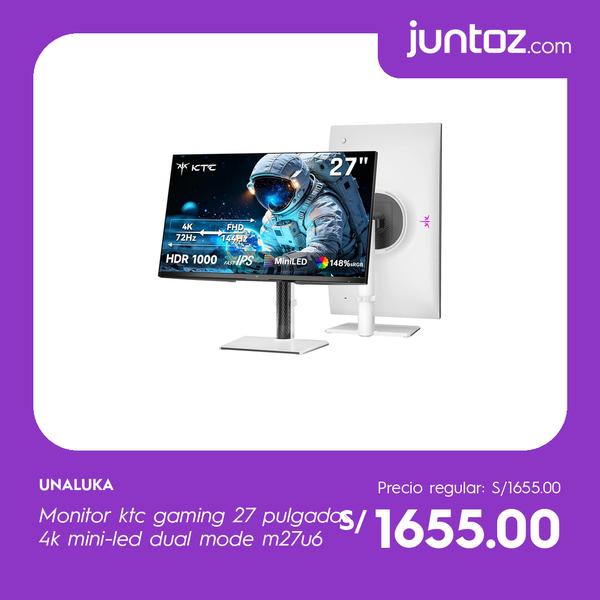 juntoz.com
KTC
27"
4K FHD
72Hz 144Hz
HDR 1000 FAST IPS MiniLED 148% sRGB
UNALUKA
Precio regular: S/1655.00
Monitor ktc gaming 27 pulgadas
S/ 1655.00
4k mini-led dual mode m27u6